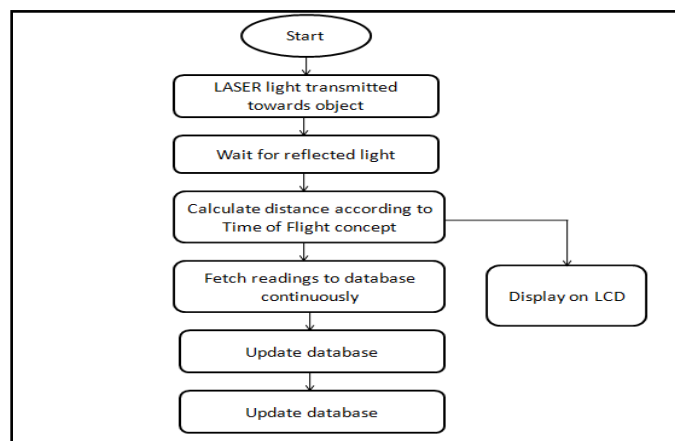 Start
LASER light transmitted
towards object
Wait for reflected light
Calculate distance according to
Time of Flight concept
Fetch readings to database
continuously
Display on LCD
Update database
Update database